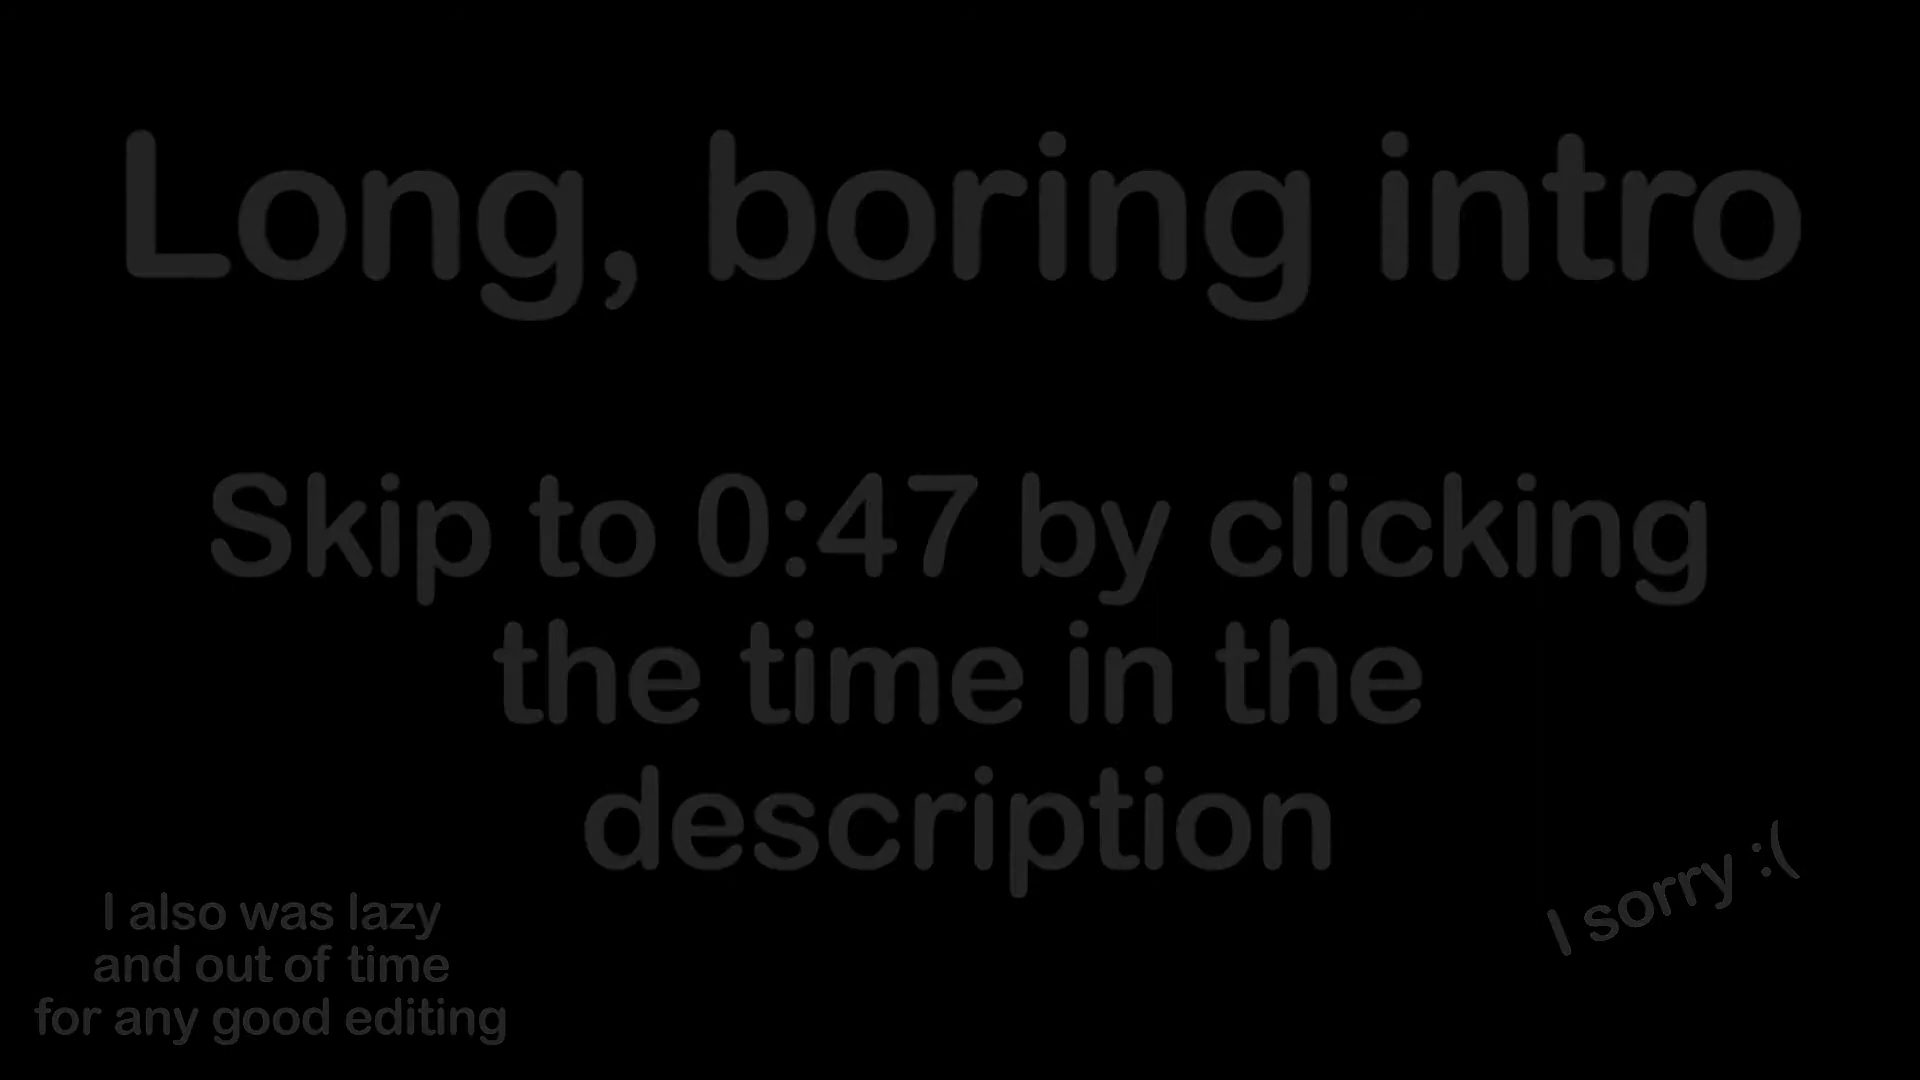 Long, boring intro
Skip to 0:47 by clicking
the time in the
description
I also was lazy
and out of time
for any good editing
I sorry :(